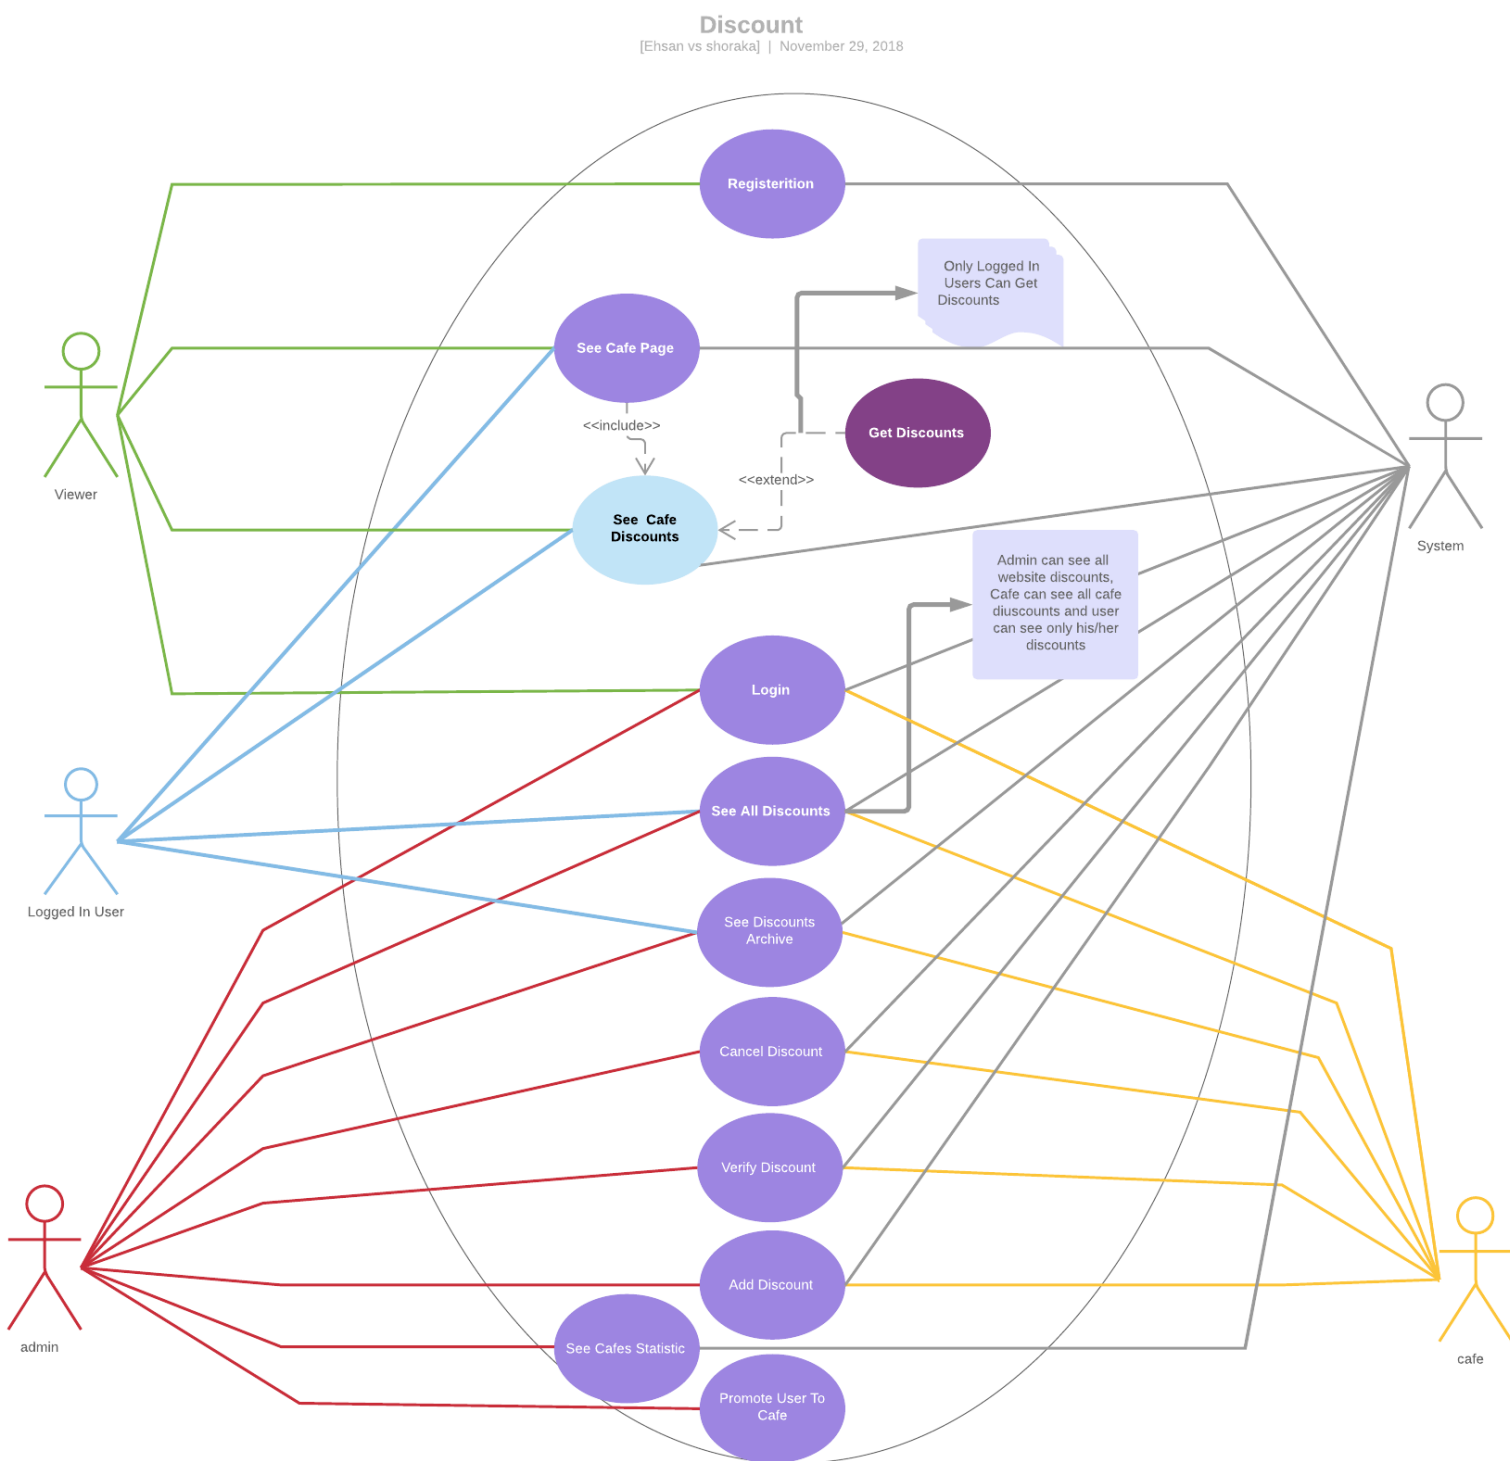 Discount
[Ehsan vs shoraka] | November 29, 2018
Registerition
Only Logged In
Users Can Get
Discounts
See Cafe Page
<<include>>
Get Discounts
<<extend>>
Viewer
See Cafe
Discounts
System
Admin can see all
website discounts,
Cafe can see all cafe
diuscounts and user
can see only his/her
discounts
Login
See All Discounts
Logged In User
See Discounts
Archive
Cancel Discount
Verify Discount
Add Discount
admin
See Cafes Statistic
cafe
Promote User To
Cafe